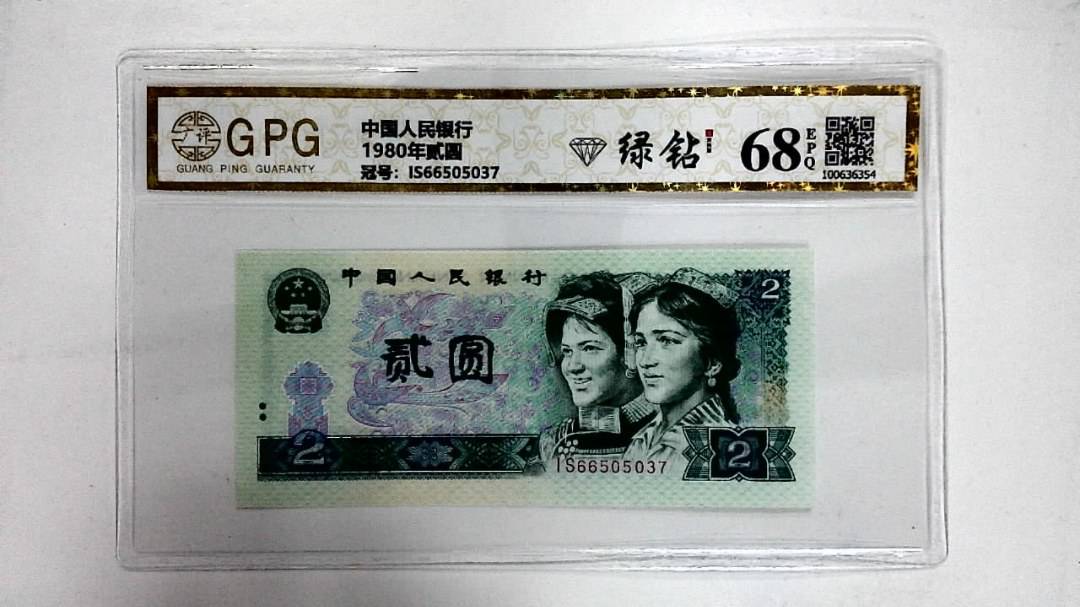 广评
GPG
GUANG PING GUARANTY
中国人民银行
1980年贰圆
冠号：IS66505037
绿钻
68
EPQ
100636354
中国人民银行
2
贰圆
2
IS66505037
2